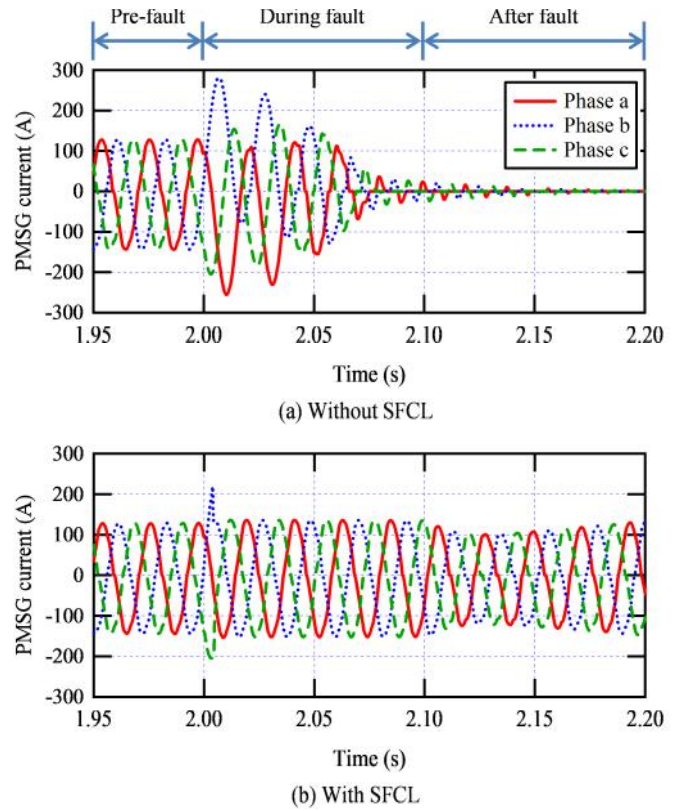 Pre-fault During fault After fault
300
200
100
0
-100
-200
-300
PMSG current (A)
Phase a
Phase b
Phase c
1.95 2.00 2.05 2.10 2.15 2.20
Time (s)
(a) Without SFCL
300
200
100
0
-100
-200
-300
PMSG current (A)
1.95 2.00 2.05 2.10 2.15 2.20
Time (s)
(b) With SFCL